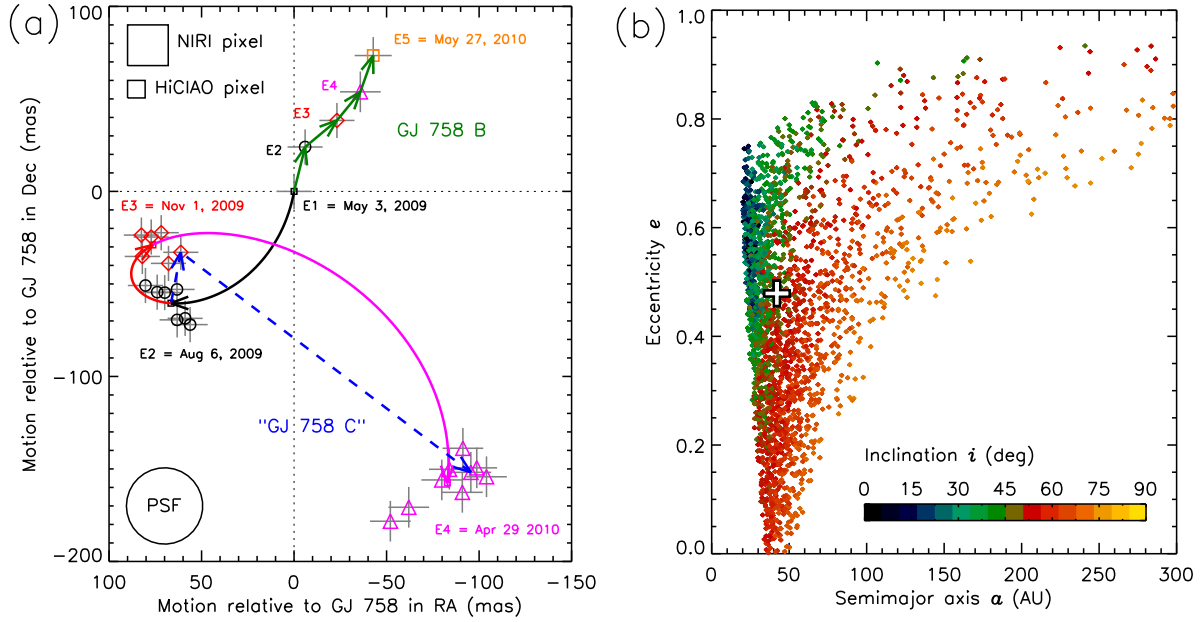 (a)
NIRI pixel
HiCIAO pixel
E5 = May 27, 2010
E4
E3
E2
GJ 758 B
E1 = May 3, 2009
E3 = Nov 1, 2009
E2 = Aug 6, 2009
"GJ 758 C"
PSF
E4 = Apr 29 2010
100
0
−100
−200
100
50
0
−50
−100
−150
Motion relative to GJ 758 in Dec (mas)
Motion relative to GJ 758 in RA (mas)
(b)
1.0
0.8
0.6
0.4
0.2
0.0
Eccentricity e
Inclination i (deg)
0 15 30 45 60 75 90
0 50 100 150 200 250 300
Semimajor axis a (AU)